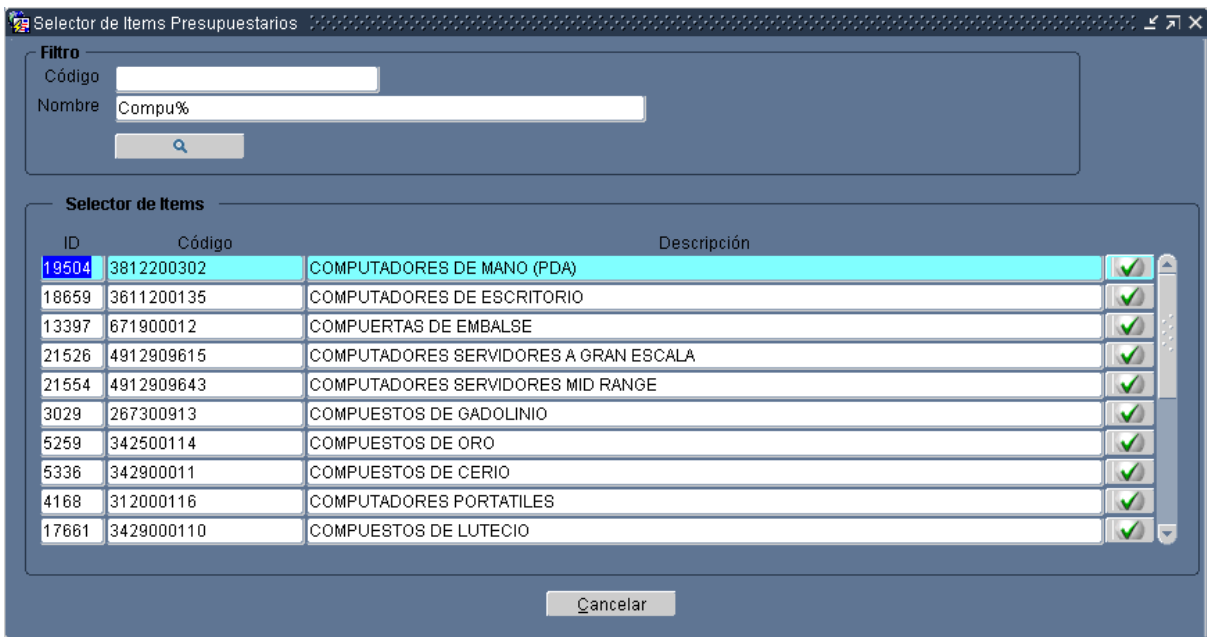 Selector de Items Presupuestarios
Filtro
Código
Nombre Compu%
Selector de Items
ID Código Descripción
19504 3812200302 COMPUTADORES DE MANO (PDA)
18659 3611200135 COMPUTADORES DE ESCRITORIO
13397 671900012 COMPUERTAS DE EMBALSE
21526 4912909615 COMPUTADORES SERVIDORES A GRAN ESCALA
21554 4912909643 COMPUTADORES SERVIDORES MID RANGE
3029 267300913 COMPUESTOS DE GADOLINIO
5259 342500114 COMPUESTOS DE ORO
5336 342900011 COMPUESTOS DE CERIO
4168 312000116 COMPUTADORES PORTATILES
17661 3429000110 COMPUESTOS DE LUTECIO
Cancelar